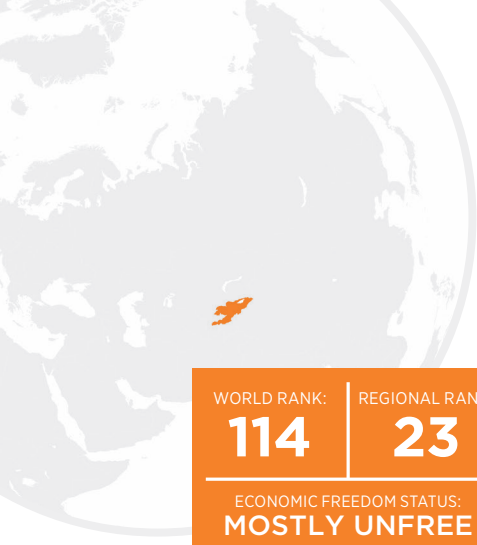 WORLD RANK:
114
REGIONAL RAN
23
ECONOMIC FREEDOM STATUS:
MOSTLY UNFREE